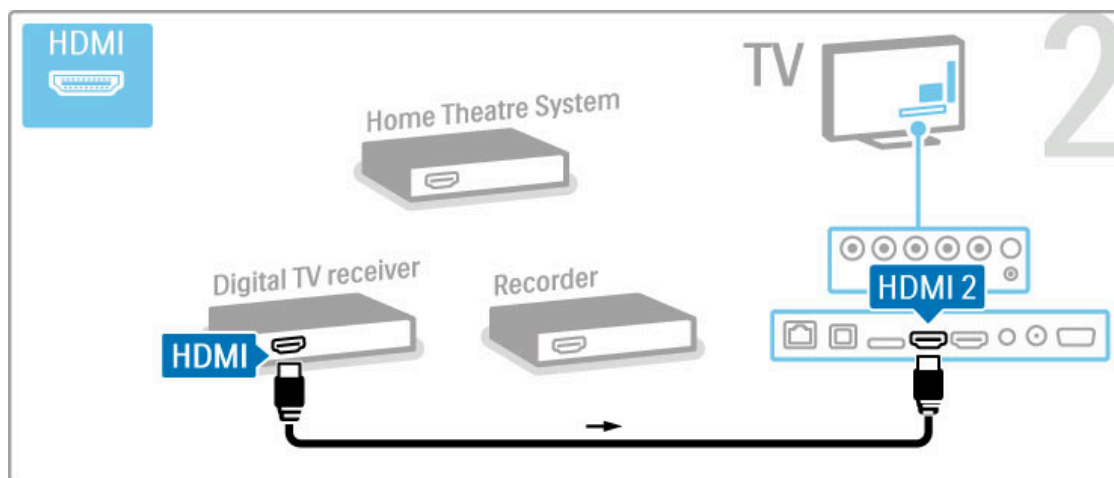 HDMI
TV
2
Home Theatre System
Digital TV receiver
Recorder
HDMI 2
HDMI